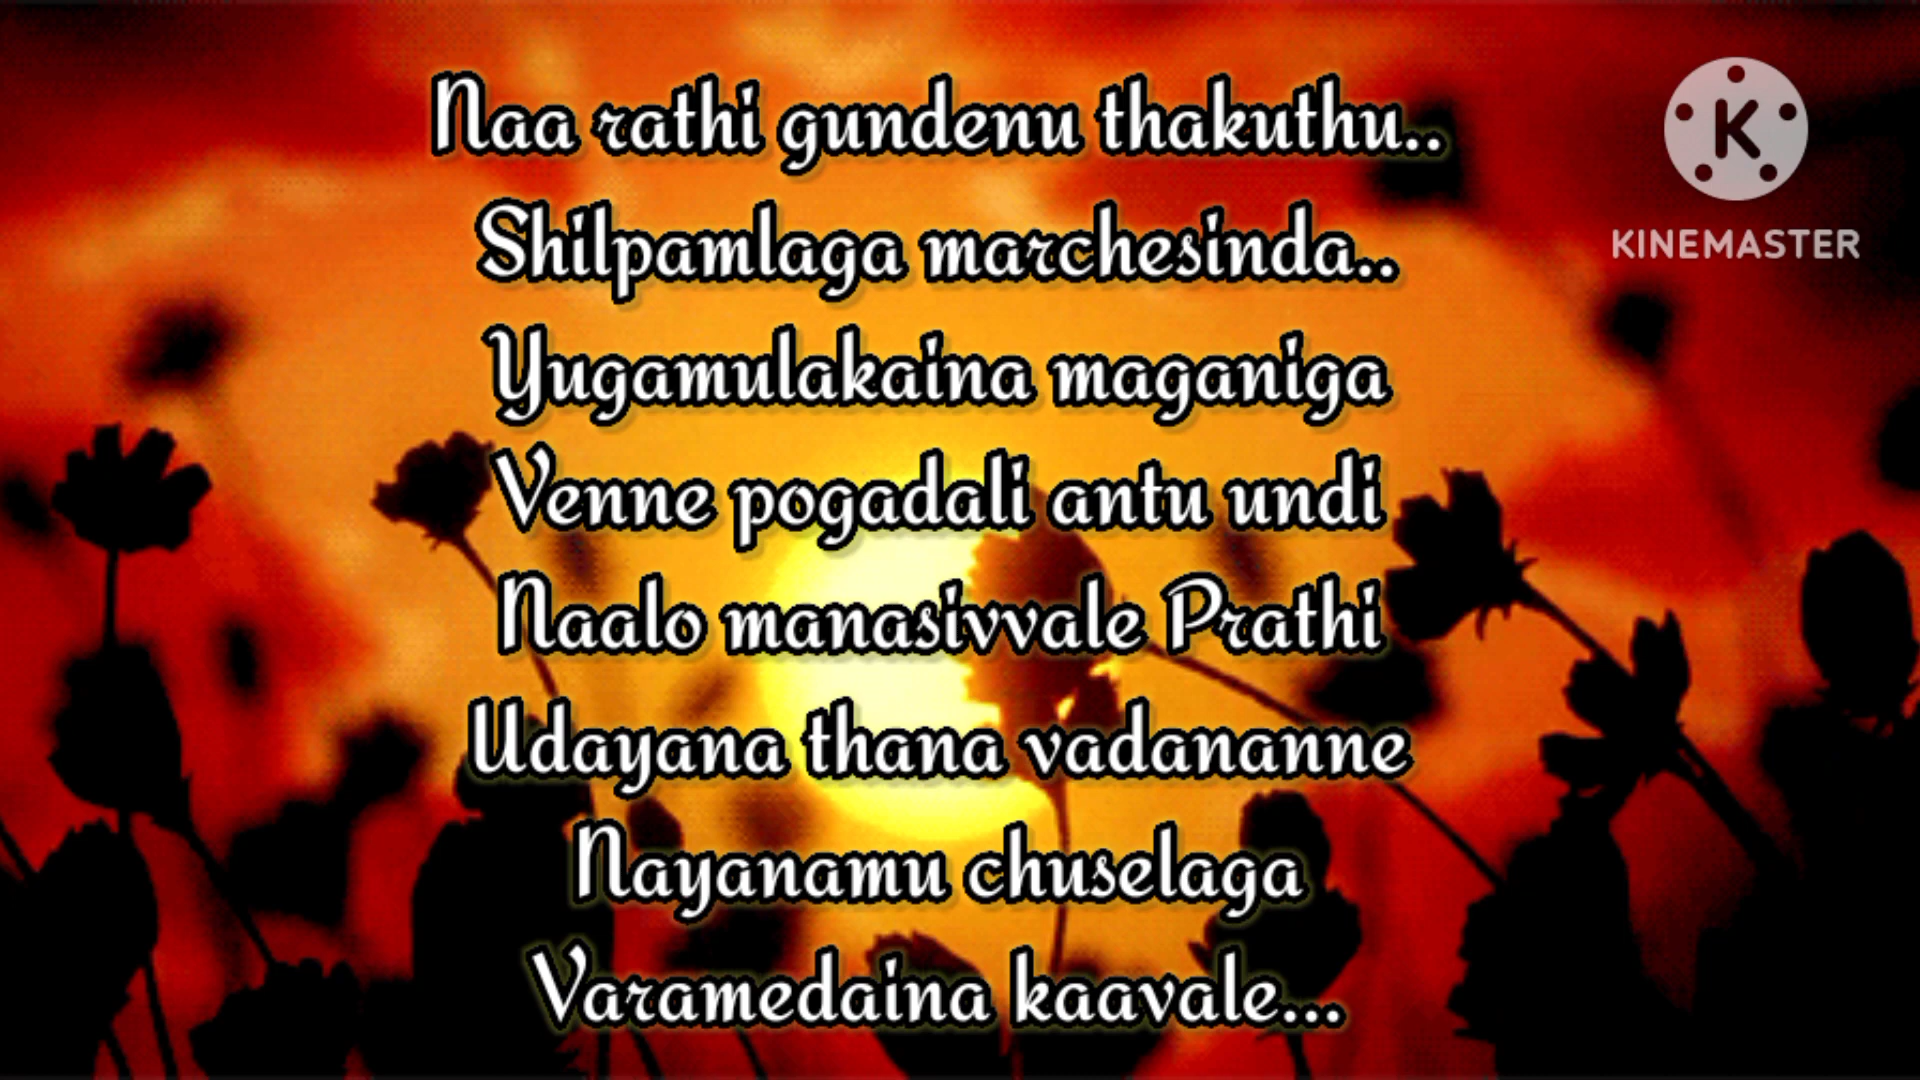 Naa rathi gundenu thakuthu..
Shilpamlaga marchesinda..
Yugamulakaina maganiga
Venne pogadali antu undi
Naalo manasivvale Prathi
Udayana thana vadananne
Nayanamu chuselaga
Varamedaina kaavale...
K
KINEMASTER